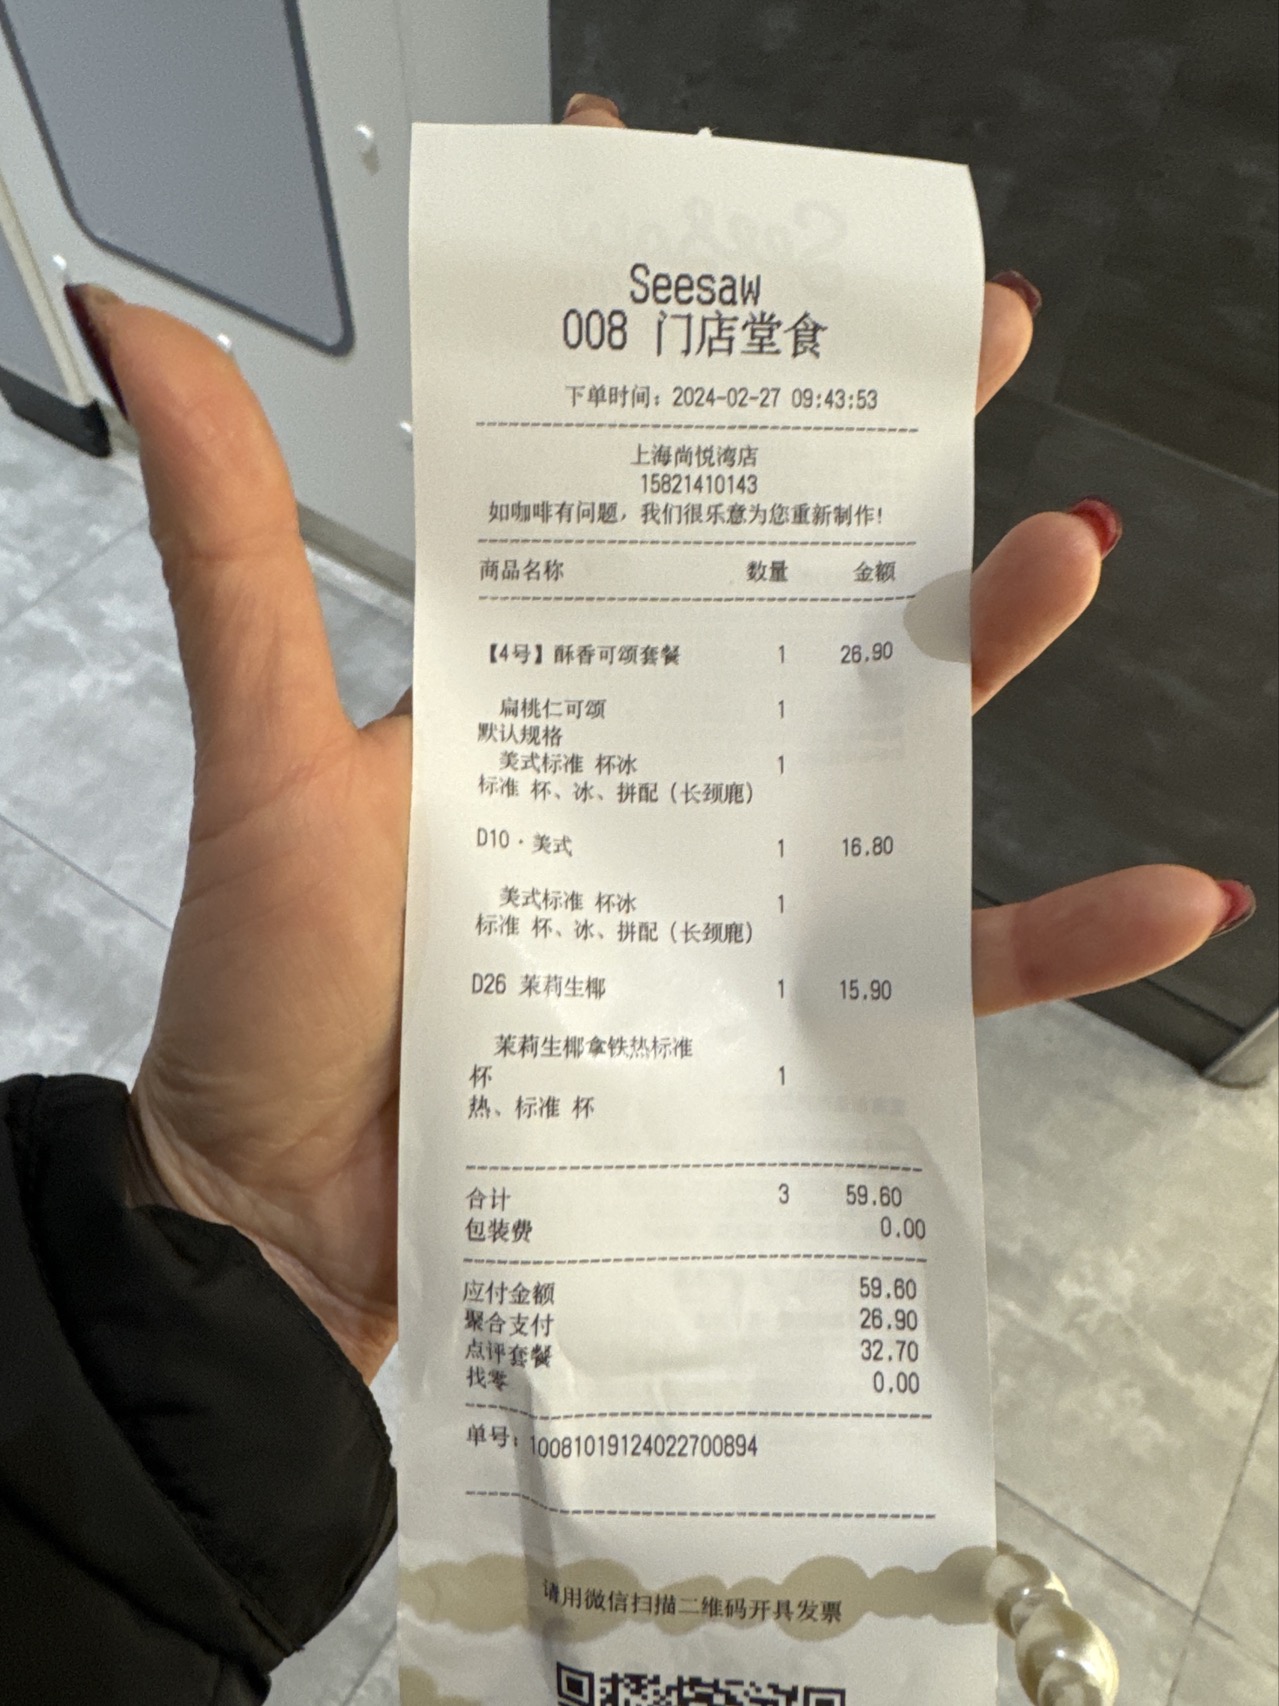 Seesaw
008 门店堂食
下单时间：2024-02-27 09:43:53
上海尚悦湾店
15821410143
如咖啡有问题，我们很乐意为您重新制作！
商品名称 数量 金额
【4号】酥香可颂套餐 1 26.90
扁桃仁可颂 1
默认规格
美式标准 杯冰 1
标准 杯、冰、拼配（长颈鹿）
D10·美式 1 16.80
美式标准 杯冰 1
标准 杯、冰、拼配（长颈鹿）
D26 茉莉生椰 1 15.90
茉莉生椰拿铁热标准
杯 1
热、标准 杯
合计 3 59.60
包装费 0.00
应付金额 59.60
聚合支付 26.90
点评套餐 32.70
找零 0.00
单号：10081019124022700894
请用微信扫描二维码开具发票